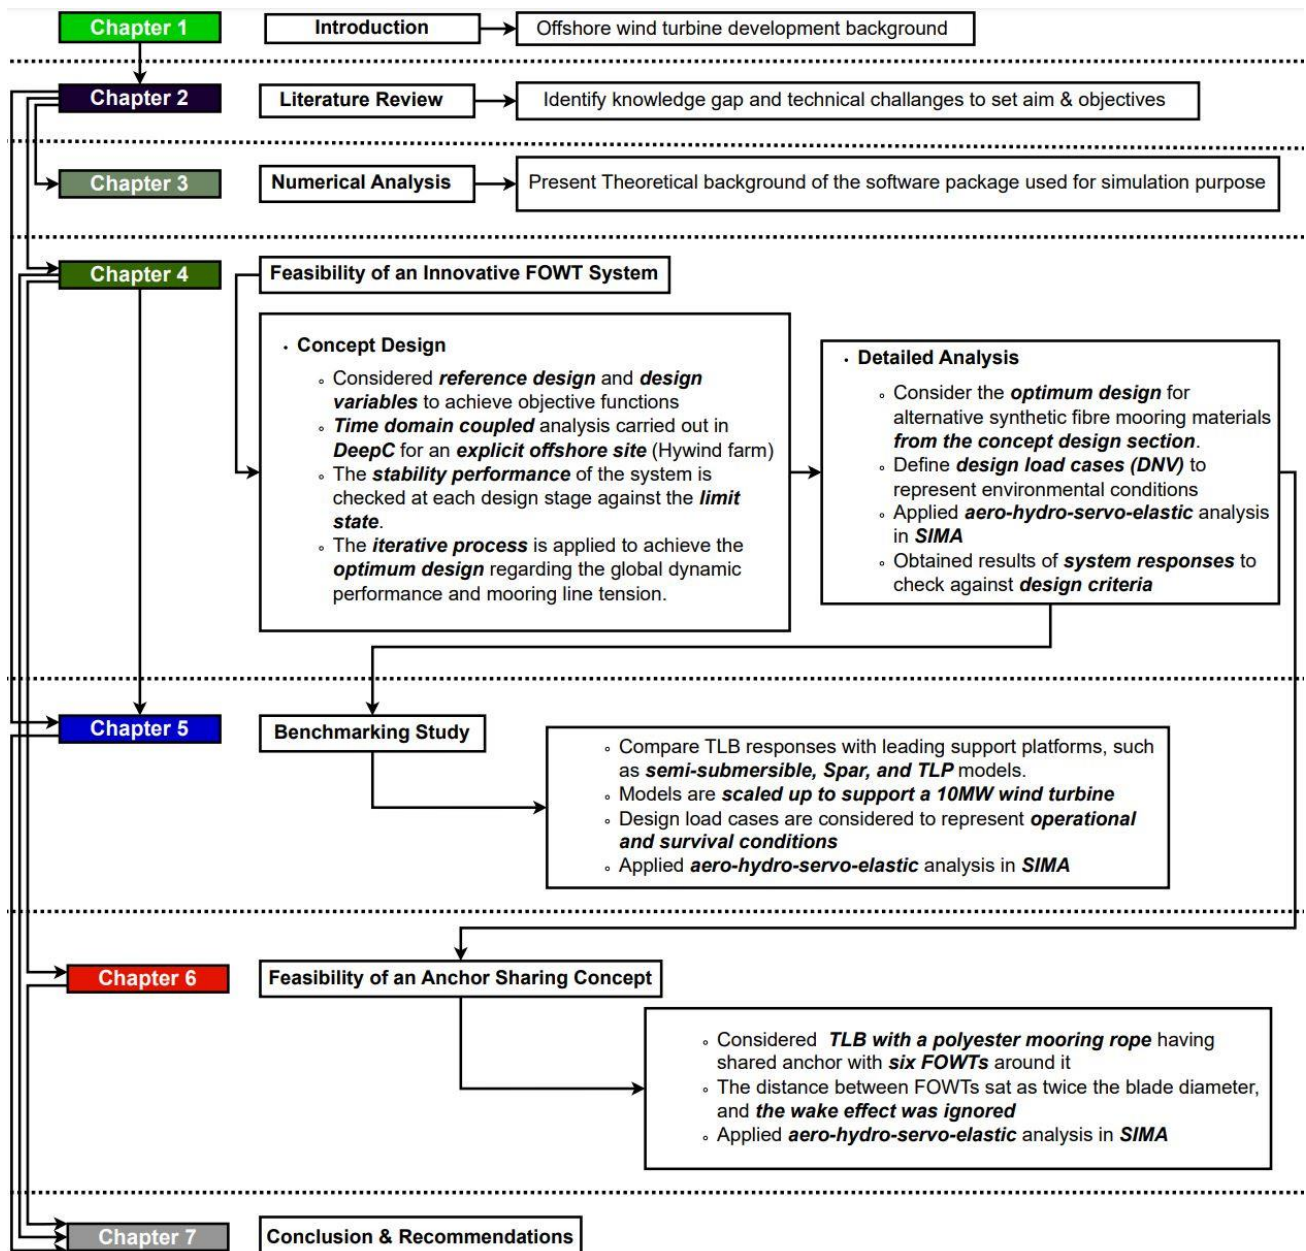 Chapter 1
Introduction
Offshore wind turbine development background
Chapter 2
Literature Review
Identify knowledge gap and technical challanges to set aim & objectives
Chapter 3
Numerical Analysis
Present Theoretical background of the software package used for simulation purpose
Chapter 4
Feasibility of an Innovative FOWT System
Concept Design
Considered reference design and design
variables to achieve objective functions
Time domain coupled analysis carried out in
DeepC for an explicit offshore site (Hywind farm)
The stability performance of the system is
checked at each design stage against the limit
state.
The iterative process is applied to achieve the
optimum design regarding the global dynamic
performance and mooring line tension.
Detailed Analysis
Consider the optimum design for
alternative synthetic fibre mooring materials
from the concept design section.
Define design load cases (DNV) to
represent environmental conditions
Applied aero-hydro-servo-elastic analysis
in SIMA
Obtained results of system responses to
check against design criteria
Chapter 5
Benchmarking Study
Compare TLB responses with leading support platforms, such
as semi-submersible, Spar, and TLP models.
Models are scaled up to support a 10MW wind turbine
Design load cases are considered to represent operational
and survival conditions
Applied aero-hydro-servo-elastic analysis in SIMA
Chapter 6
Feasibility of an Anchor Sharing Concept
Considered TLB with a polyester mooring rope having
shared anchor with six FOWTs around it
The distance between FOWTs sat as twice the blade diameter,
and the wake effect was ignored
Applied aero-hydro-servo-elastic analysis in SIMA
Chapter 7
Conclusion & Recommendations